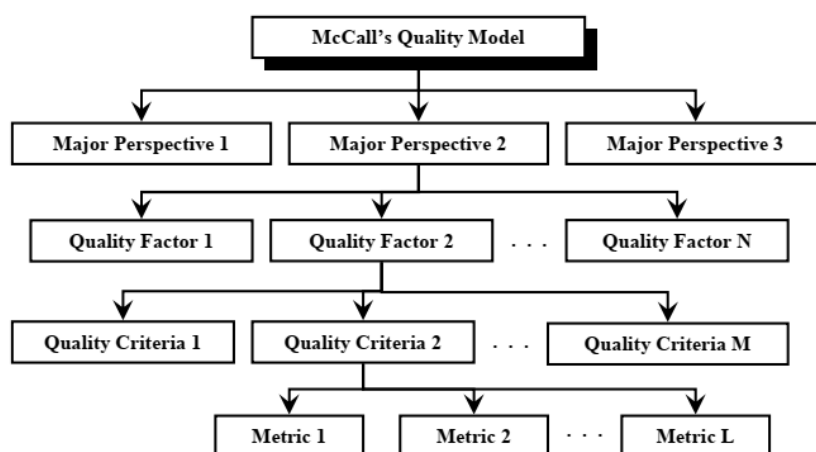 McCall's Quality Model
Major Perspective 1 Major Perspective 2 Major Perspective 3
Quality Factor 1 Quality Factor 2 . . . Quality Factor N
Quality Criteria 1 Quality Criteria 2 . . . Quality Criteria M
Metric 1 Metric 2 . . . Metric L